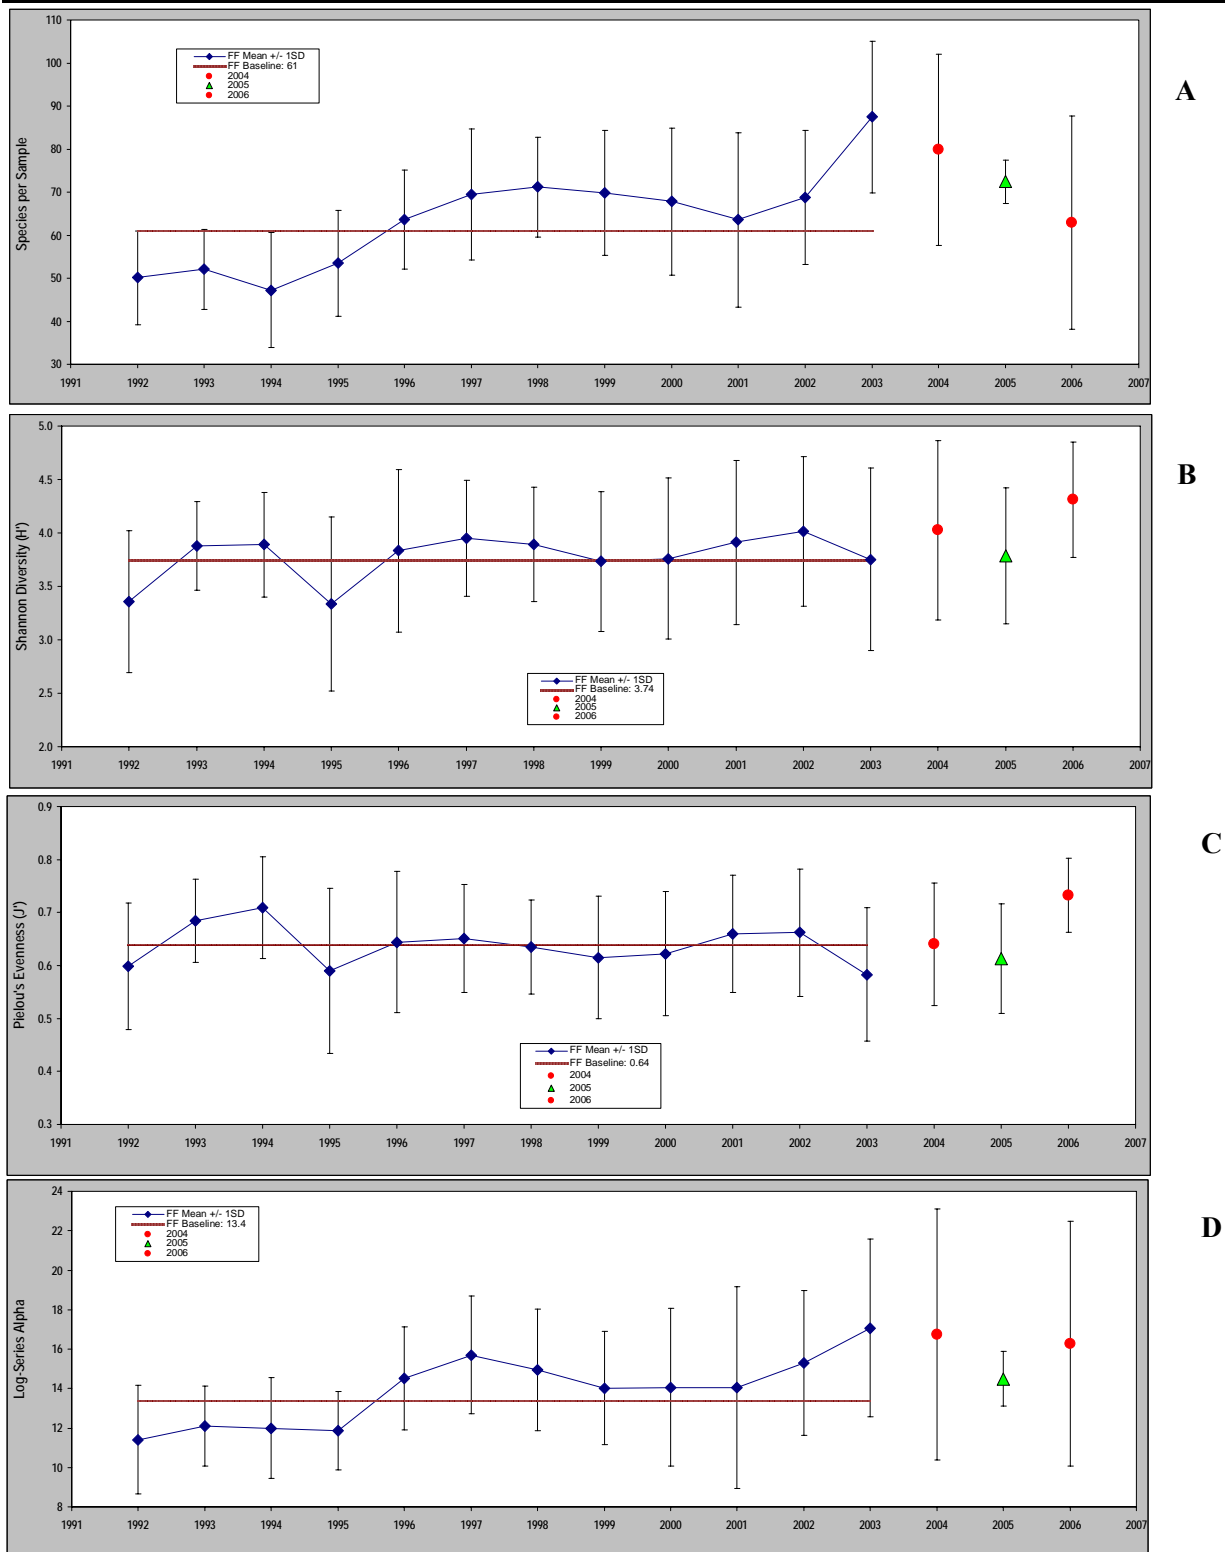 110
100
90
80
70
60
50
40
30
Species per Sample
FF Mean +/- 1SD
FF Baseline: 61
2004
2005
2006
1991 1992 1993 1994 1995 1996 1997 1998 1999 2000 2001 2002 2003 2004 2005 2006 2007
A
5.0
4.5
4.0
3.5
3.0
2.5
2.0
Shannon Diversity (H')
FF Mean +/- 1SD
FF Baseline: 3.74
2004
2005
2006
1991 1992 1993 1994 1995 1996 1997 1998 1999 2000 2001 2002 2003 2004 2005 2006 2007
B
0.9
0.8
0.7
0.6
0.5
0.4
0.3
Pielou's Evenness (J')
FF Mean +/- 1SD
FF Baseline: 0.64
2004
2005
2006
1991 1992 1993 1994 1995 1996 1997 1998 1999 2000 2001 2002 2003 2004 2005 2006 2007
C
24
22
20
18
16
14
12
10
8
Log-Series Alpha
FF Mean +/- 1SD
FF Baseline: 13.4
2004
2005
2006
1991 1992 1993 1994 1995 1996 1997 1998 1999 2000 2001 2002 2003 2004 2005 2006 2007
D